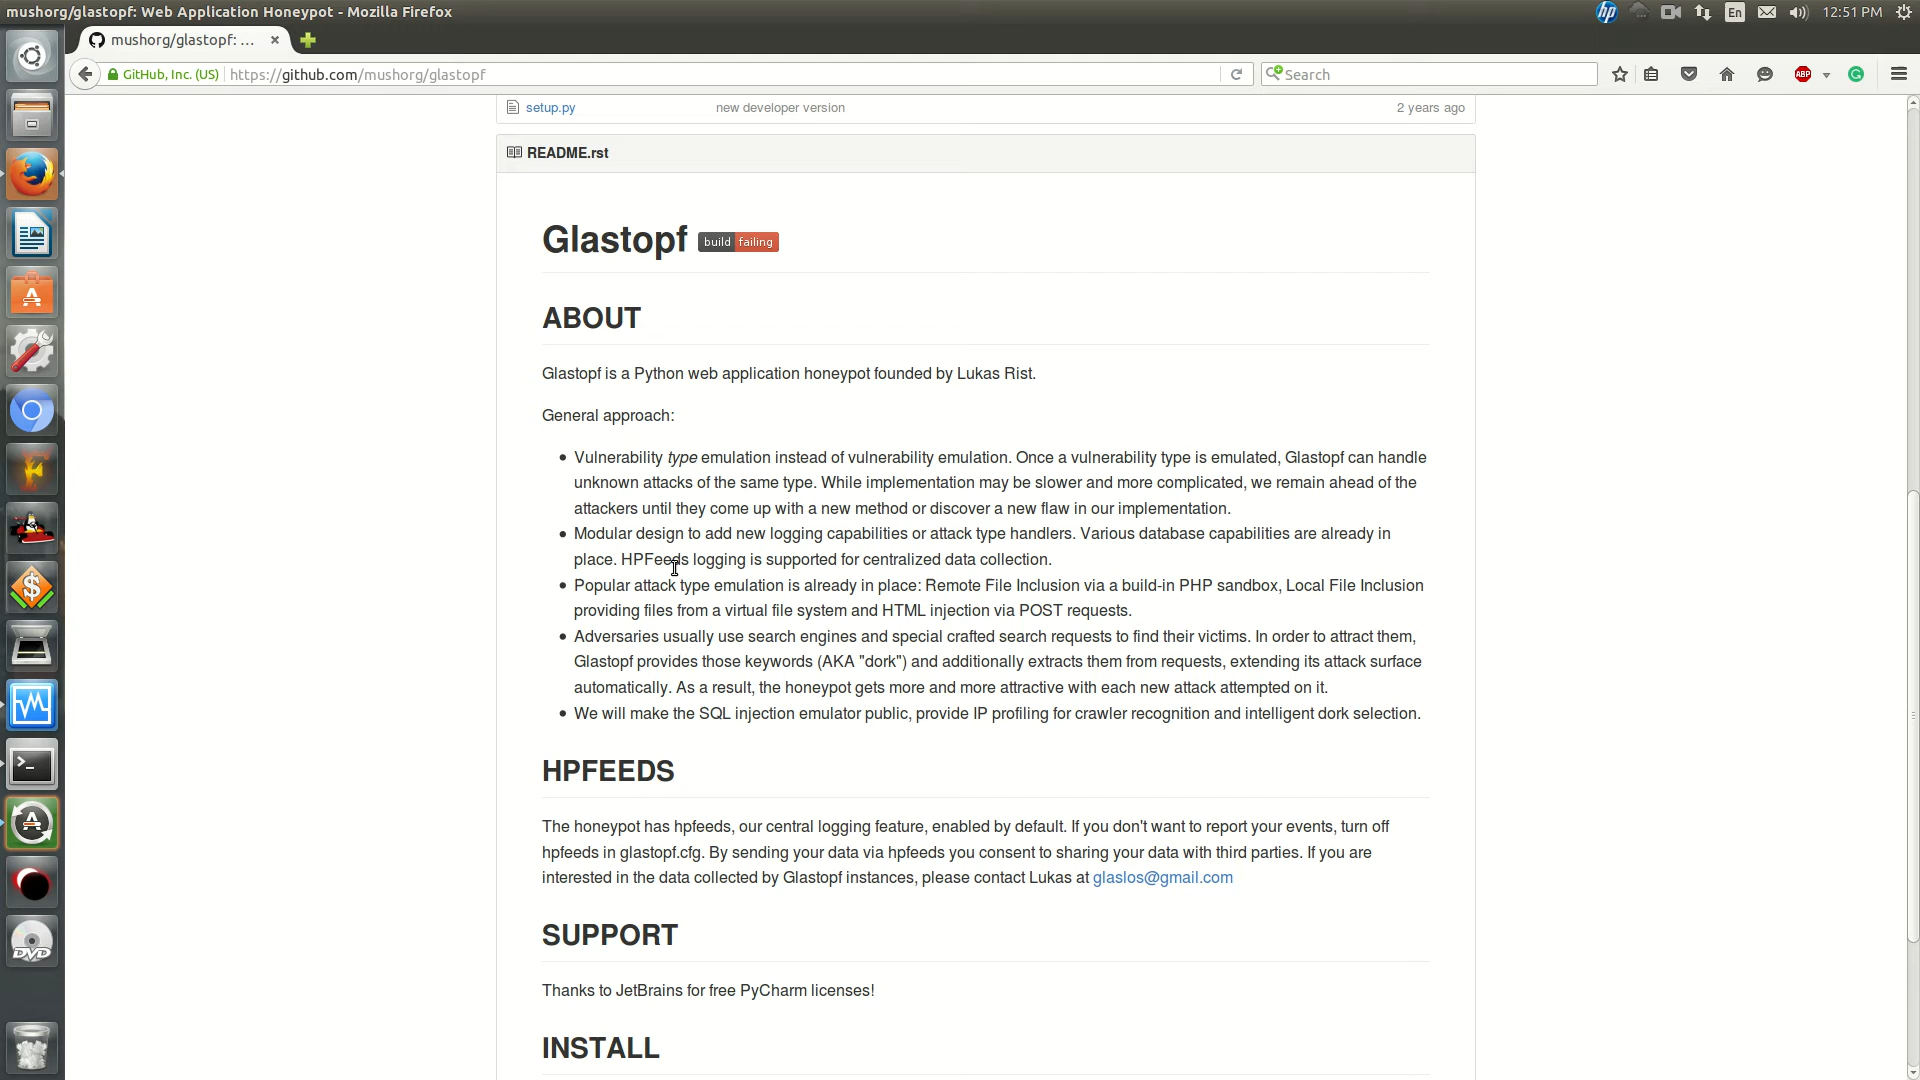 mushorg/glastopf: Web Application Honeypot - Mozilla Firefox
En
12:51 PM
mushorg/glastopf: ...
GitHub, Inc. (US)
https://github.com/mushorg/glastopf
Search
ABP
setup.py
new developer version
2 years ago
README.rst
Glastopf
build failing
ABOUT
Glastopf is a Python web application honeypot founded by Lukas Rist.
General approach:
Vulnerability type emulation instead of vulnerability emulation. Once a vulnerability type is emulated, Glastopf can handle
unknown attacks of the same type. While implementation may be slower and more complicated, we remain ahead of the
attackers until they come up with a new method or discover a new flaw in our implementation.
Modular design to add new logging capabilities or attack type handlers. Various database capabilities are already in
place. HPFeeds logging is supported for centralized data collection.
Popular attack type emulation is already in place: Remote File Inclusion via a build-in PHP sandbox, Local File Inclusion
providing files from a virtual file system and HTML injection via POST requests.
Adversaries usually use search engines and special crafted search requests to find their victims. In order to attract them,
Glastopf provides those keywords (AKA "dork") and additionally extracts them from requests, extending its attack surface
automatically. As a result, the honeypot gets more and more attractive with each new attack attempted on it.
We will make the SQL injection emulator public, provide IP profiling for crawler recognition and intelligent dork selection.
HPFEEDS
The honeypot has hpfeeds, our central logging feature, enabled by default. If you don't want to report your events, turn off
hpfeeds in glastopf.cfg. By sending your data via hpfeeds you consent to sharing your data with third parties. If you are
interested in the data collected by Glastopf instances, please contact Lukas at glaslos@gmail.com
SUPPORT
Thanks to JetBrains for free PyCharm licenses!
INSTALL
DVD